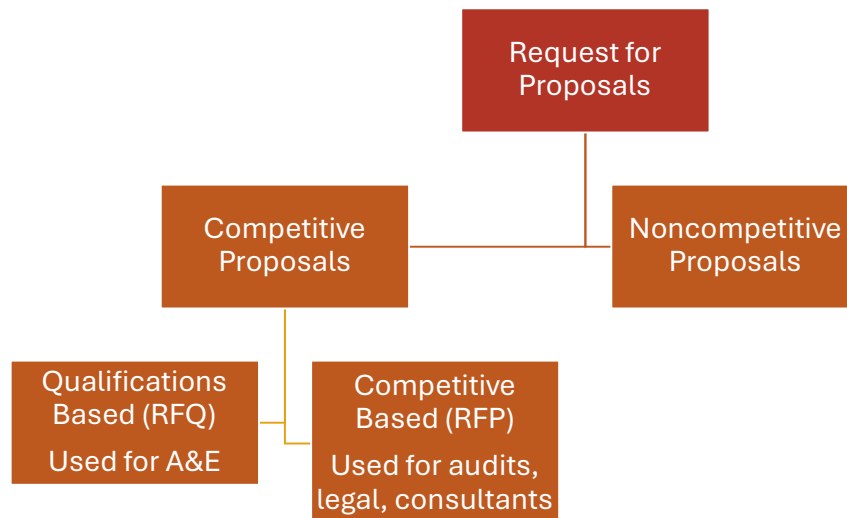 Request for
Proposals
Competitive
Proposals
Noncompetitive
Proposals
Qualifications
Based (RFQ)
Used for A&E
Competitive
Based (RFP)
Used for audits,
legal, consultants